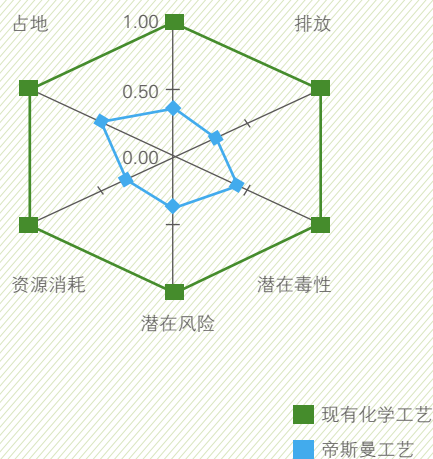 占地
1.00
排放
0.50
0.00
资源消耗
潜在毒性
潜在风险
现有化学工艺
帝斯曼工艺